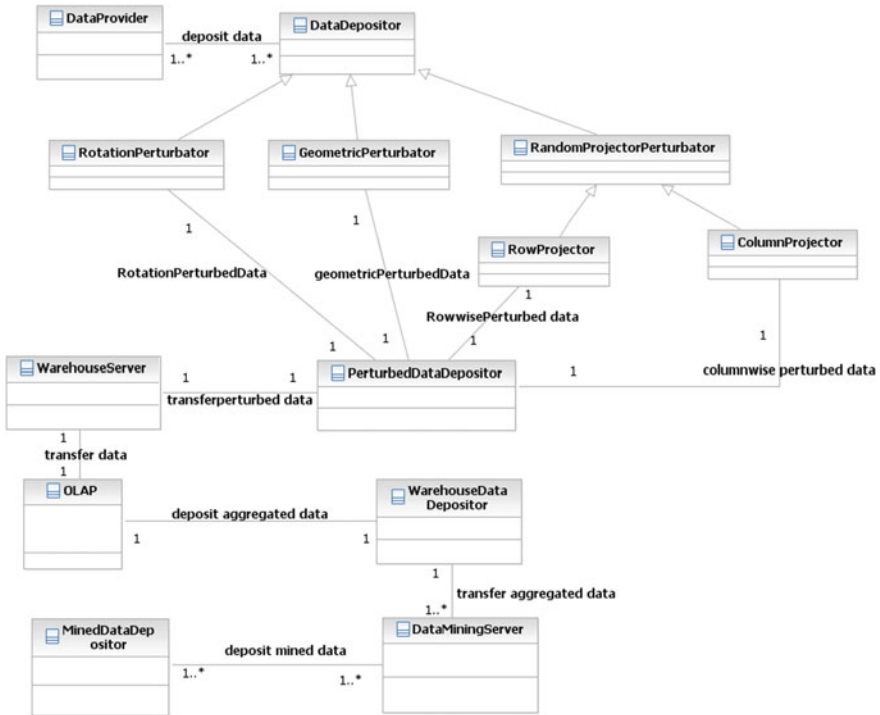 DataProvider
deposit data
1..*
1..*
DataDepositor
RotationPerturbator
GeometricPerturbator
RandomProjectorPerturbator
1
1
RowProjector
ColumnProjector
RotationPerturbedData
geometricPerturbedData
1
RowwisePerturbed data
1
1
1
1
WarehouseServer
1
1
PerturbedDataDepositor
1
columnwise perturbed data
transferperturbed data
1
transfer data
1
OLAP
deposit aggregated data
1
1
WarehouseData
Depositor
1
transfer aggregated data
1..*
MinedDataDep
ositor
deposit mined data
1..*
1..*
DataMiningServer